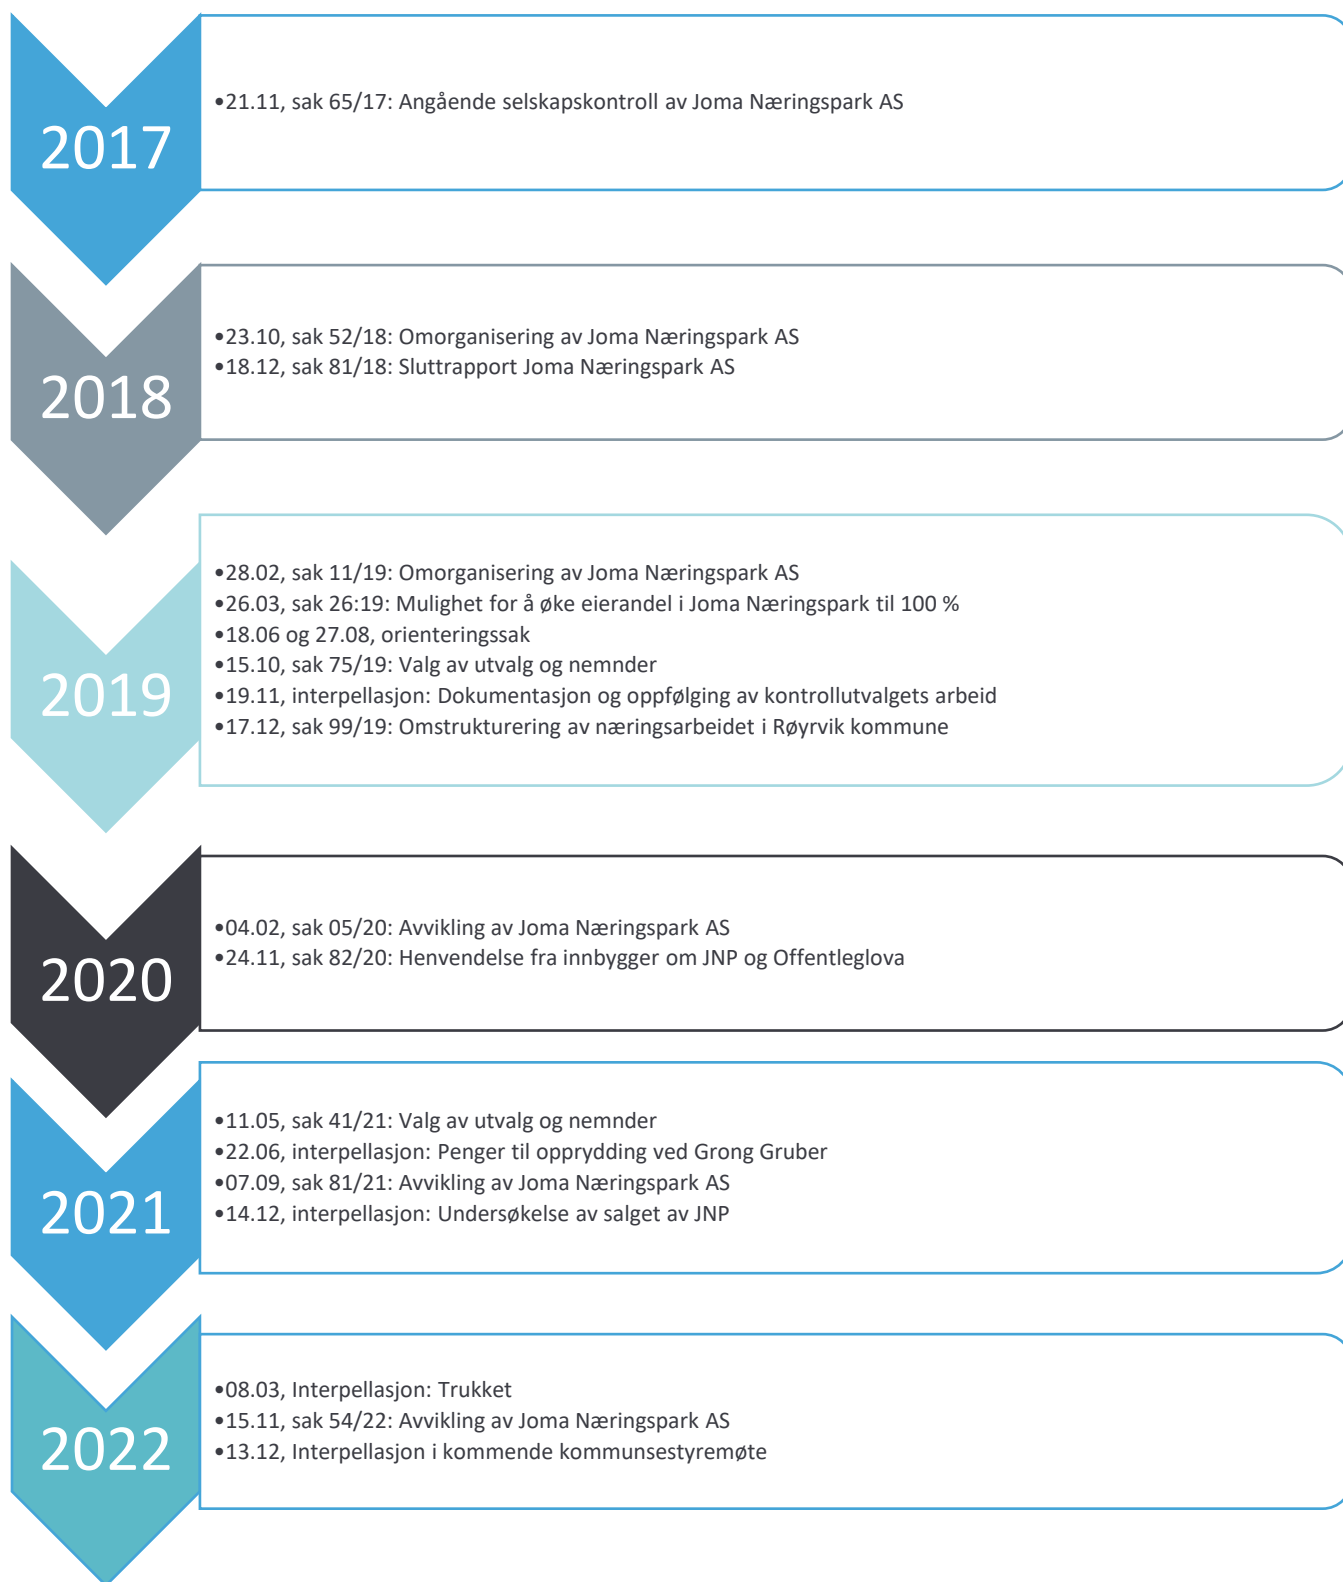 2017
•21.11, sak 65/17: Angående selskapskontroll av Joma Næringspark AS
2018
•23.10, sak 52/18: Omorganisering av Joma Næringspark AS
•18.12, sak 81/18: Sluttrapport Joma Næringspark AS
2019
•28.02, sak 11/19: Omorganisering av Joma Næringspark AS
•26.03, sak 26:19: Mulighet for å øke eierandel i Joma Næringspark til 100 %
•18.06 og 27.08, orienteringssak
•15.10, sak 75/19: Valg av utvalg og nemnder
•19.11, interpellasjon: Dokumentasjon og oppfølging av kontrollutvalgets arbeid
•17.12, sak 99/19: Omstrukturering av næringsarbeidet i Røyrvik kommune
2020
•04.02, sak 05/20: Avvikling av Joma Næringspark AS
•24.11, sak 82/20: Henvendelse fra innbygger om JNP og Offentleglova
2021
•11.05, sak 41/21: Valg av utvalg og nemnder
•22.06, interpellasjon: Penger til opprydding ved Grong Gruber
•07.09, sak 81/21: Avvikling av Joma Næringspark AS
•14.12, interpellasjon: Undersøkelse av salget av JNP
2022
•08.03, Interpellasjon: Trukket
•15.11, sak 54/22: Avvikling av Joma Næringspark AS
•13.12, Interpellasjon i kommende kommunsestyremøte